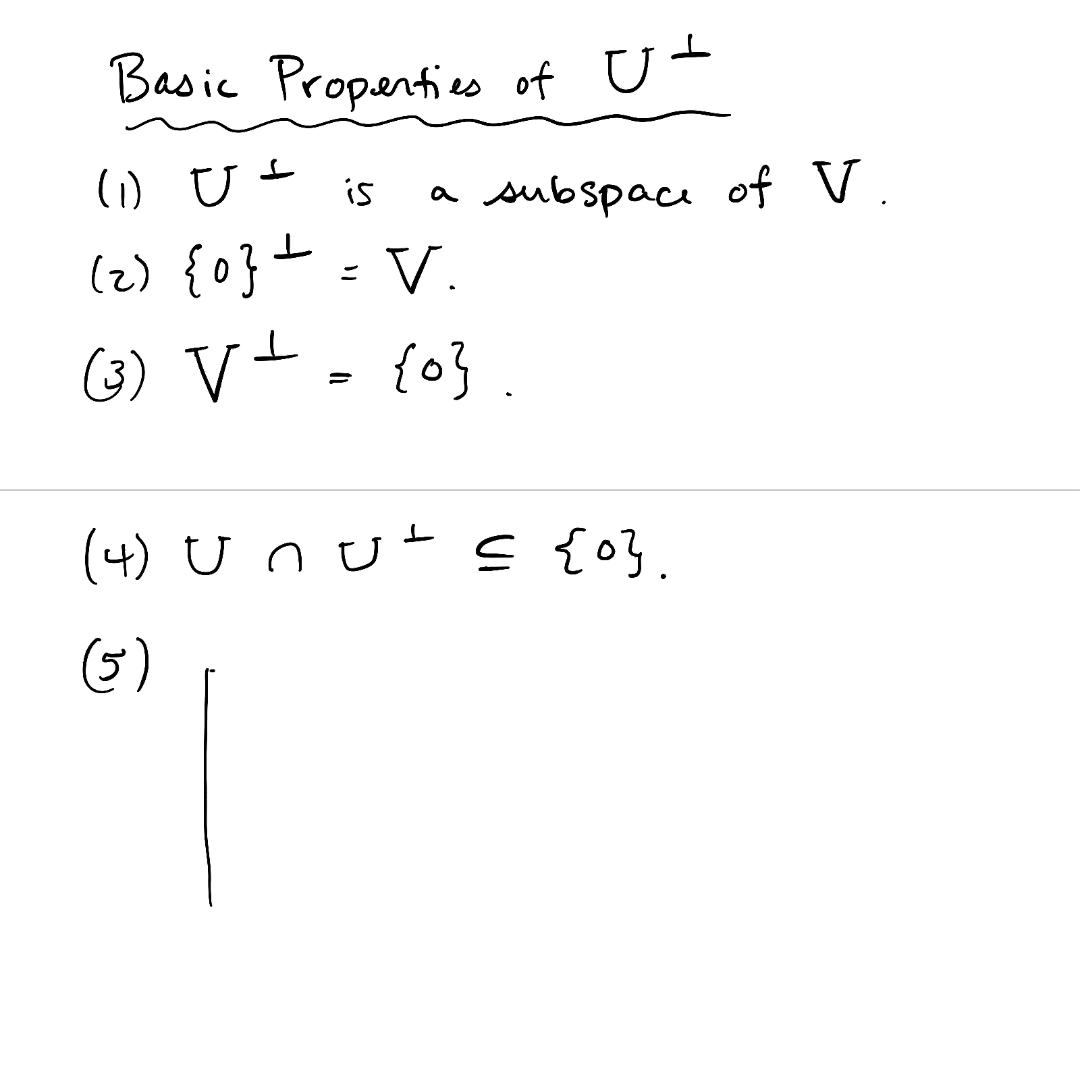 Basic Properties of U⊥
(1) U⊥ is a subspace of V.
(2) {0}⊥ = V.
(3) V⊥ = {0}.
(4) U ∩ U⊥ ⊆ {0}.
(5)